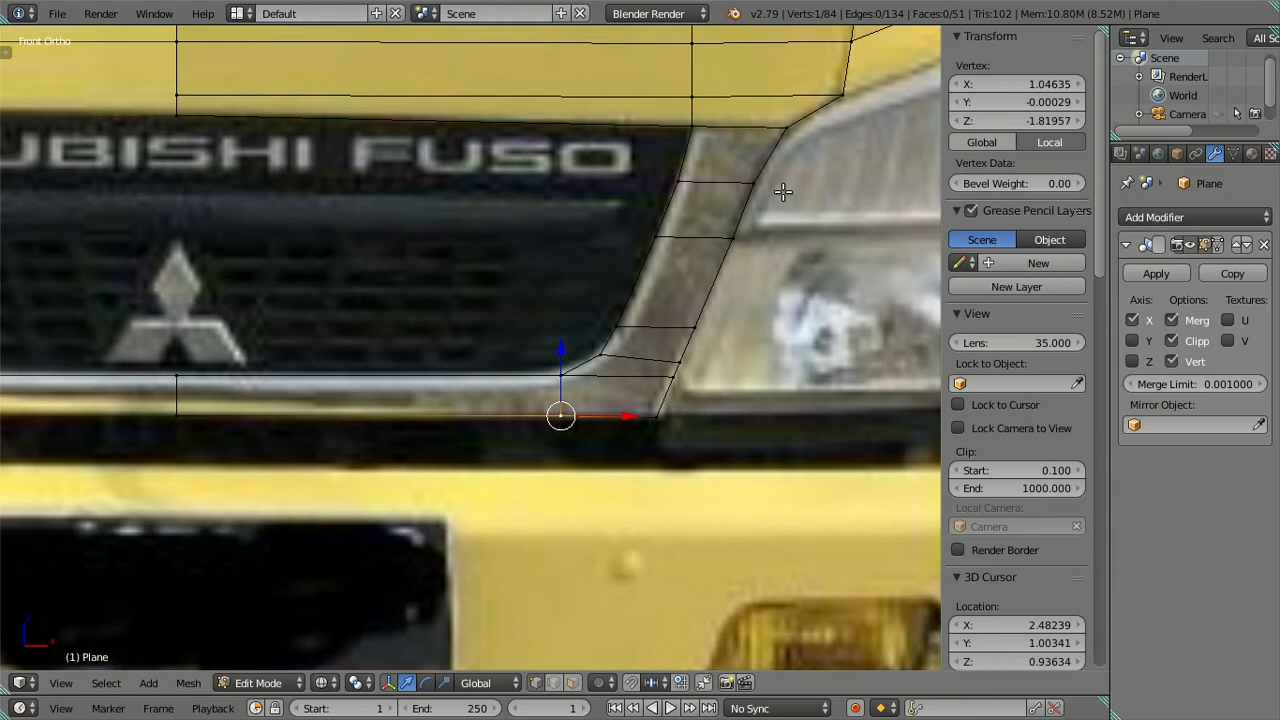 File Render Window Help Default Scene Blender Render v2.79 | Verts:1/84 | Edges:0/134 | Faces:0/51 | Tris:102 | Mem:10.80M (8.52M) | Plane
Front Ortho
UBISHI FUSO
(1) Plane
z
x
Transform
Vertex:
X: 1.04635
Y: -0.00029
Z: -1.81957
Global Local
Vertex Data:
Bevel Weight: 0.00
Grease Pencil Layers
Scene Object
New
New Layer
View
Lens: 35.000
Lock to Object:
Lock to Cursor
Lock Camera to View
Clip:
Start: 0.100
End: 1000.000
Local Camera:
Camera
Render Border
3D Cursor
Location:
X: 2.48239
Y: 1.00341
Z: 0.93634
View Search All Sc
Scene
RenderL
World
Camera
Plane
Add Modifier
Apply Copy
Axis: Options: Textures:
X Merg U
Y Clipp V
Z Vert
Merge Limit: 0.001000
Mirror Object:
View Select Add Mesh Edit Mode Global
View Marker Frame Playback Start: 1 End: 250 1 No Sync